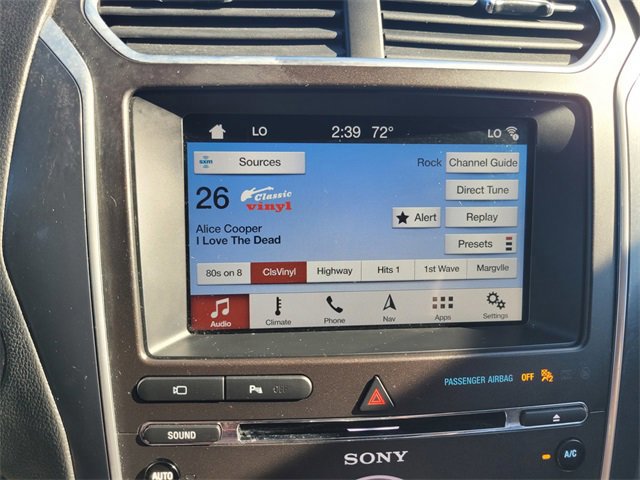 LO 2:39 72° LO
sxm Sources Rock Channel Guide
26 Classic Vinyl Direct Tune
Alert Replay
Alice Cooper
I Love The Dead Presets
80s on 8 ClsVinyl Highway Hits 1 1st Wave Margvlle
Audio Climate Phone Nav Apps Settings
PASSENGER AIRBAG OFF
P Off
SOUND
SONY
A/C
AUTO